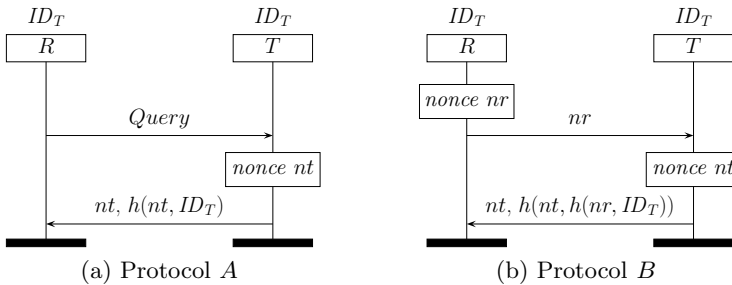 ID_T ID_T ID_T ID_T
R T R T
nonce nr
Query nr
nonce nt nonce nt
nt, h(nt, ID_T) nt, h(nt, h(nr, ID_T))
(a) Protocol A (b) Protocol B